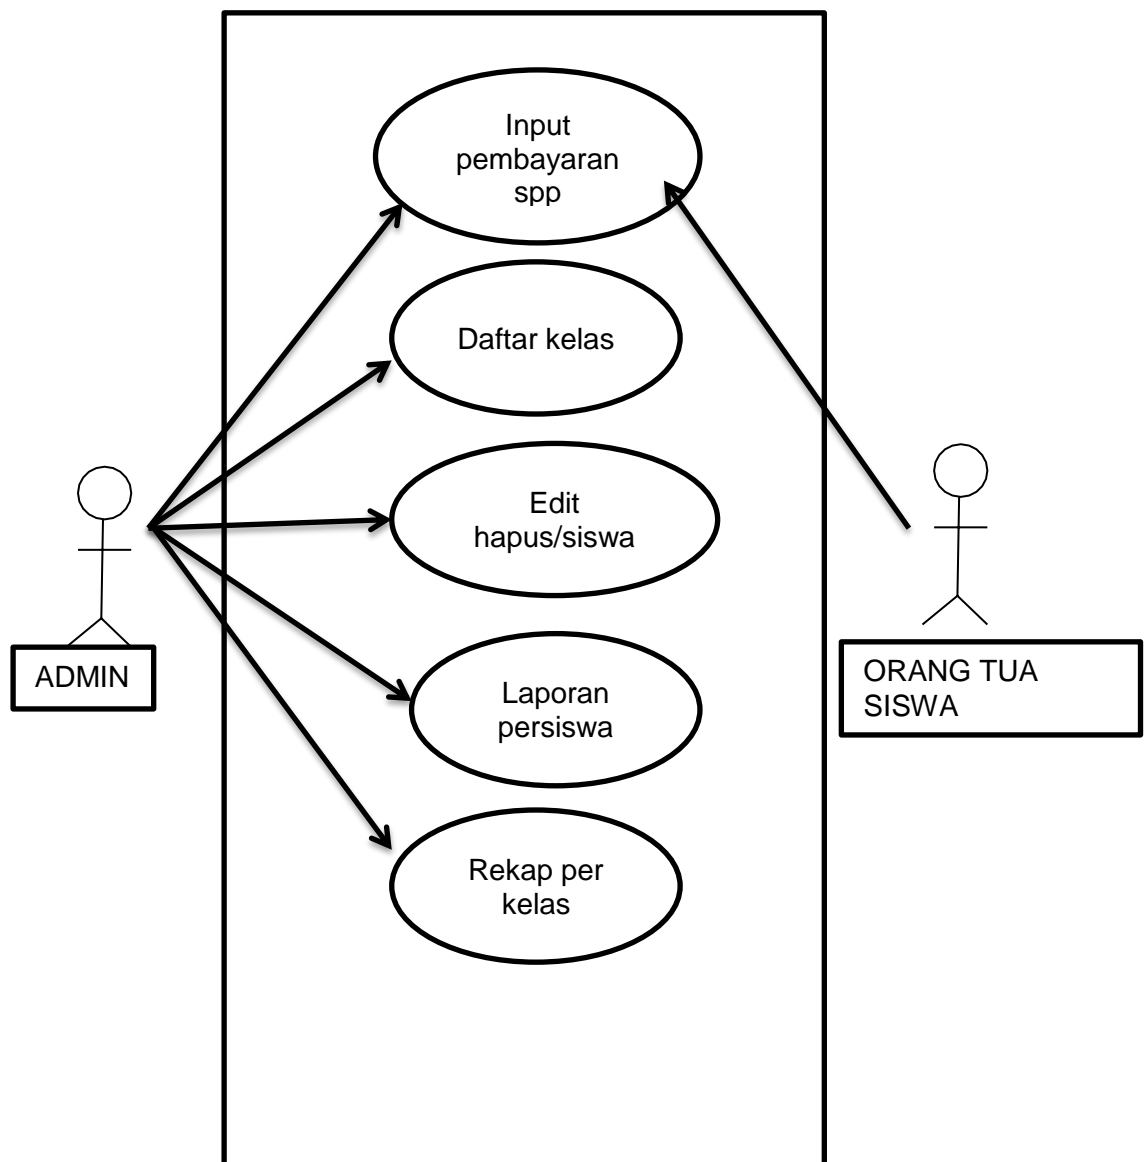 Input
pembayaran
spp
Daftar kelas
Edit
hapus/siswa
ADMIN
ORANG TUA
SISWA
Laporan
persiswa
Rekap per
kelas